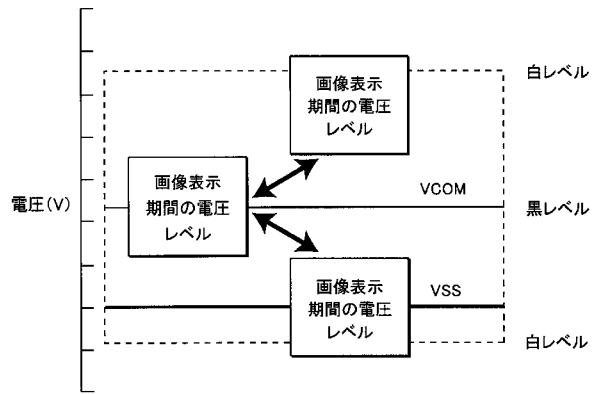 白レベル
画像表示
期間の電圧
レベル
画像表示
期間の電圧
レベル
VCOM
電圧(V)
黒レベル
画像表示
期間の電圧
レベル
VSS
白レベル